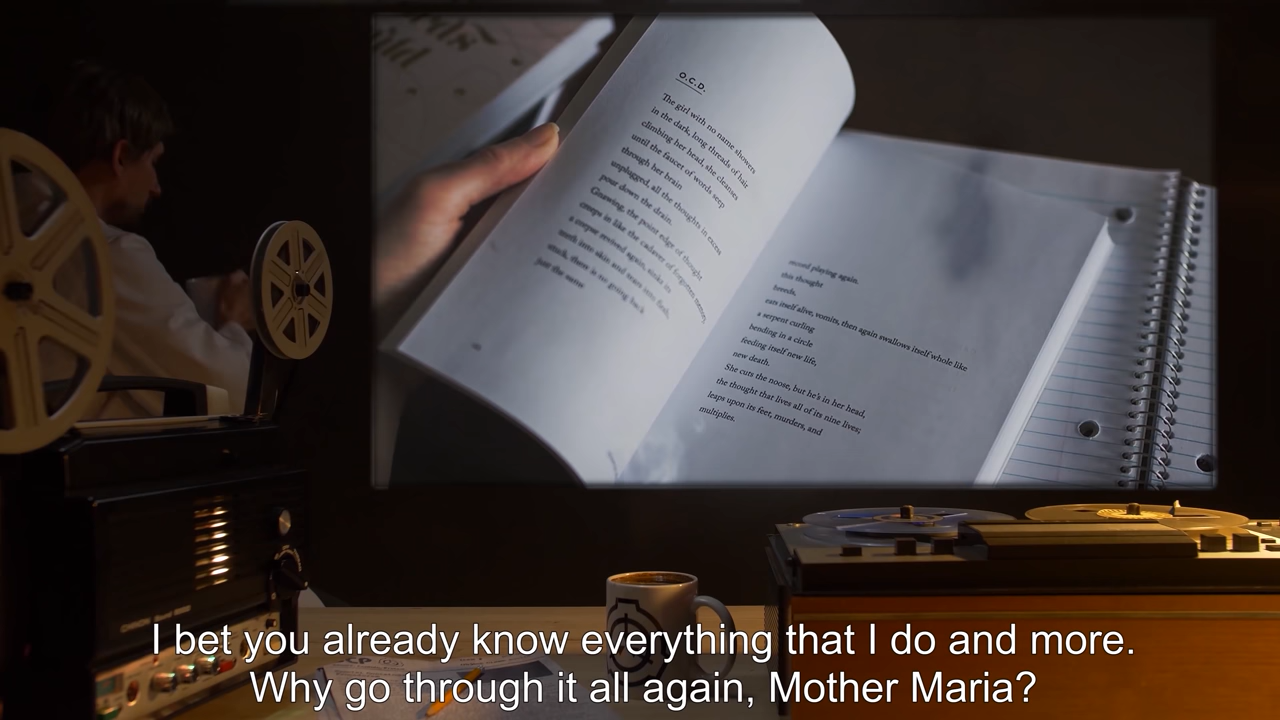 O.C.D.
The girl with no name showers
in the dark, long threads of hair
climbing her head, she cleanses
until the faucet of words seep
through her brain
unplugged, all the thoughts in excess
pour down the drain.
Gnawing, the point edge of thought
creeps in like the cadaver of forgotten memory
a corpse revived again, sinks its
teeth into skin and tears into flesh,
stuck, there is no going back
just the same
record playing again.
this thought
breeds,
eats itself alive, vomits, then again swallows itself whole like
a serpent curling
bending in a circle
feeding itself new life,
new death.
She cuts the noose, but he's in her head,
the thought that lives all of its nine lives;
leaps upon its feet, murders, and
multiplies.
I bet you already know everything that I do and more.
Why go through it all again, Mother Maria?